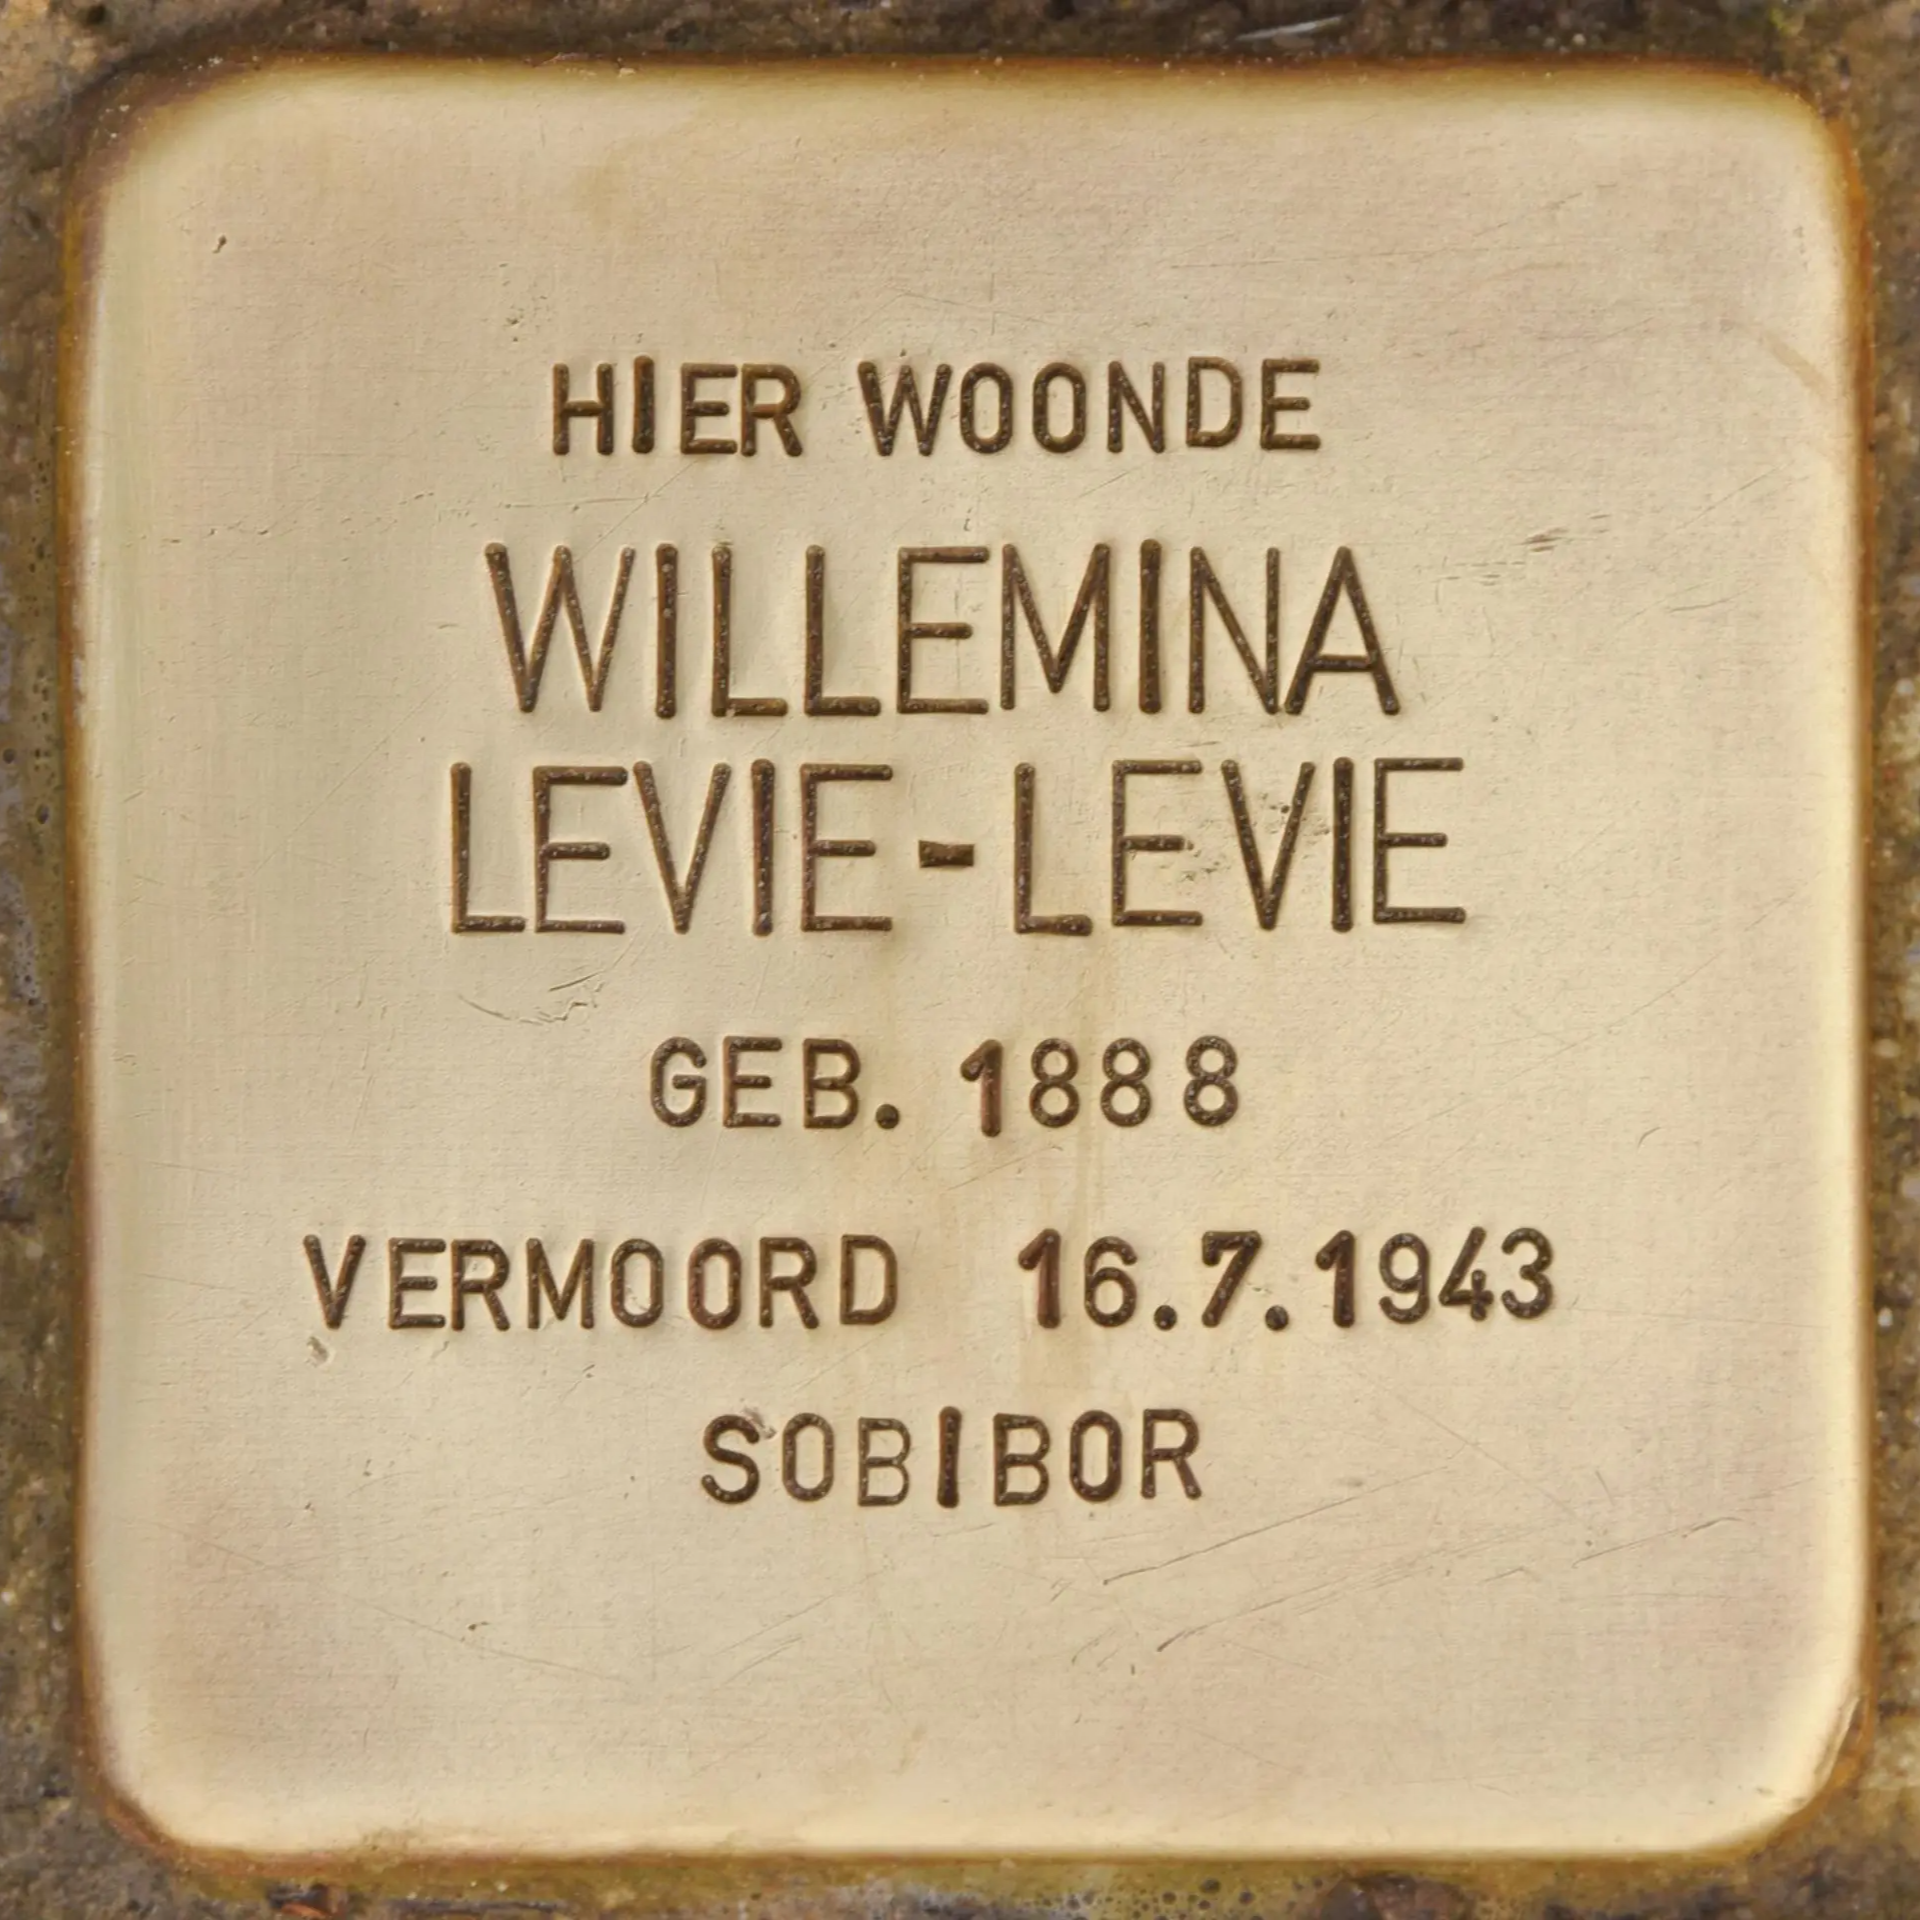 HIER WOONDE
WILLEMINA
LEVIE-LEVIE
GEB. 1888
VERMOORD 16.7.1943
SOBIBOR